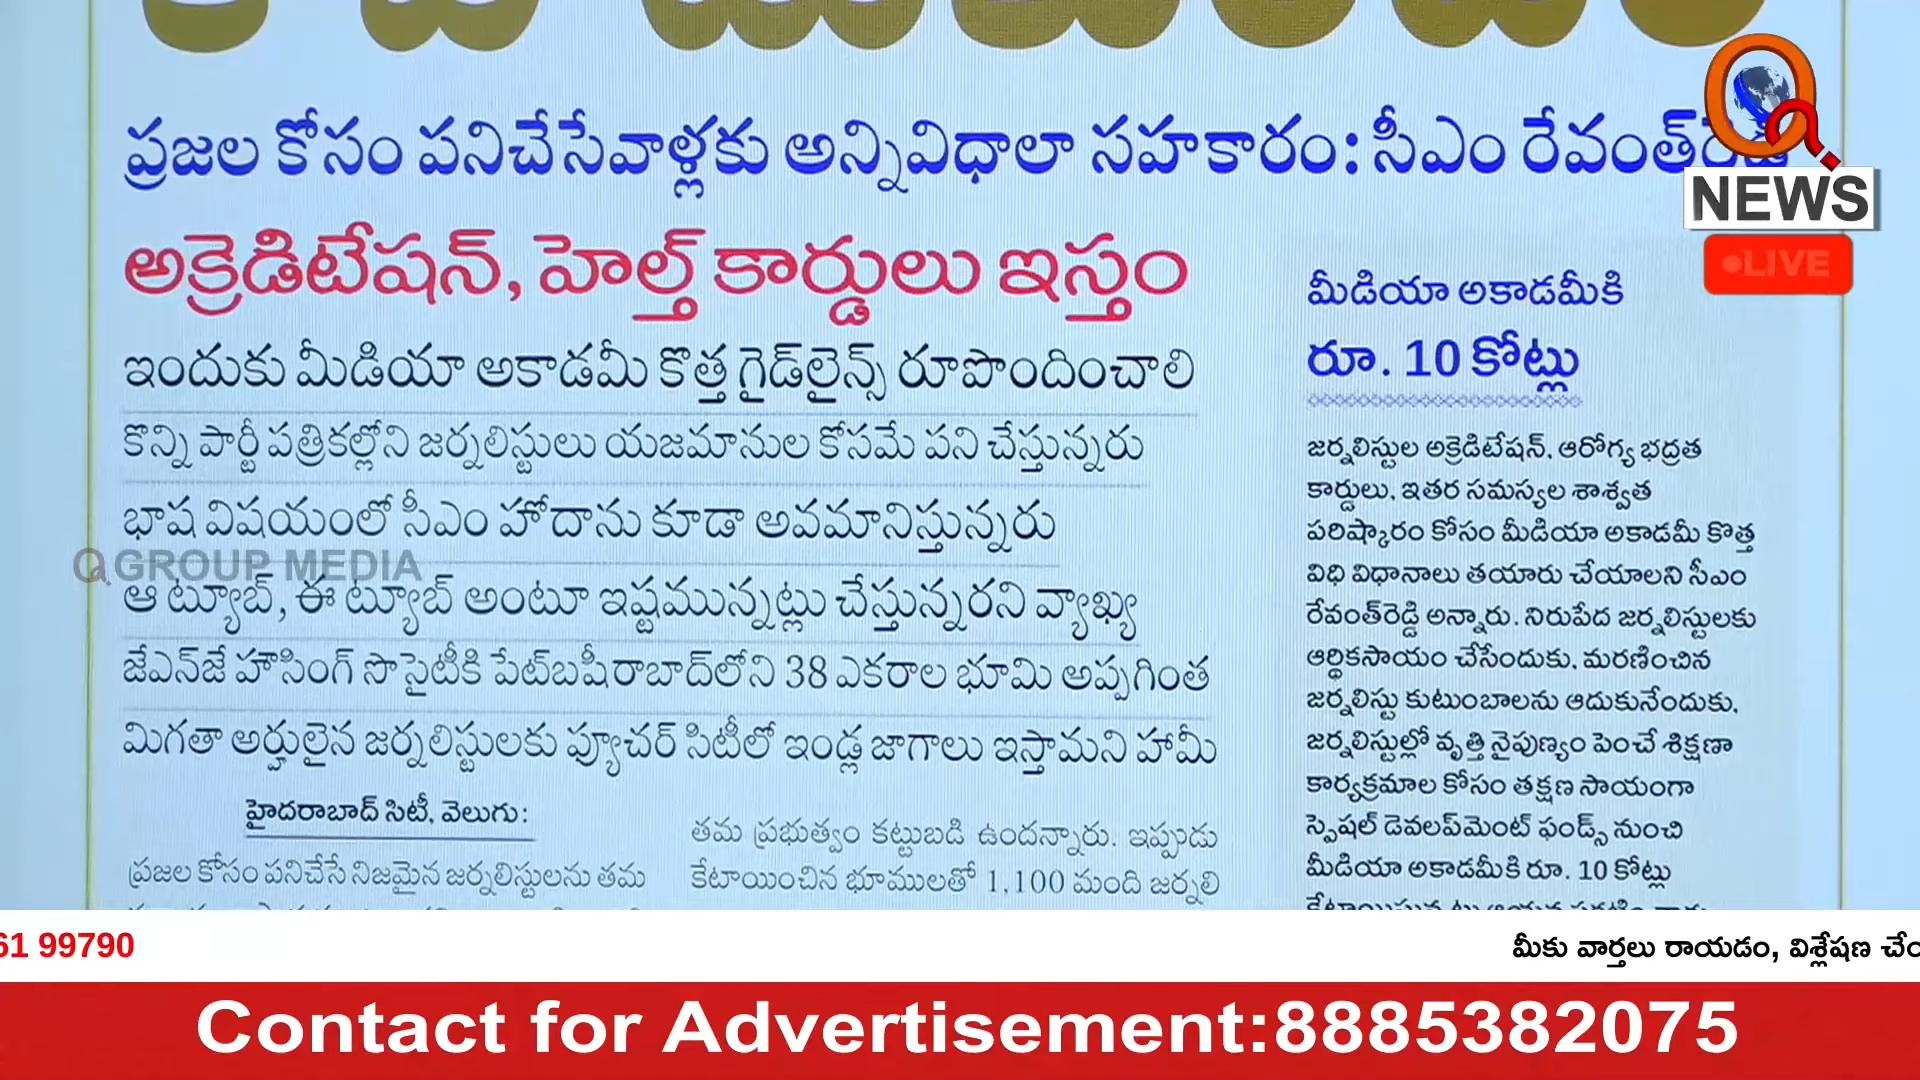 ప్రజల కోసం పనిచేసేవాళ్లకు అన్నివిధాలా సహకారం: సీఎం రేవంత్‌రెడ్డి
అక్రెడిటేషన్, హెల్త్ కార్డులు ఇస్తం
ఇందుకు మీడియా అకాడమీ కొత్త గైడ్‌లైన్స్ రూపొందించాలి
కొన్ని పార్టీ పత్రికల్లోని జర్నలిస్టులు యజమానుల కోసమే పని చేస్తున్నరు
భాష విషయంలో సీఎం హోదాను కూడా అవమానిస్తున్నరు
ఆ ట్యూబ్, ఈ ట్యూబ్ అంటూ ఇష్టమున్నట్లు చేస్తున్నరని వ్యాఖ్య
జేఎన్‌జే హౌసింగ్ సొసైటీకి పేట్‌బషీరాబాద్‌లోని 38 ఎకరాల భూమి అప్పగింత
మిగతా అర్హులైన జర్నలిస్టులకు ఫ్యూచర్ సిటీలో ఇండ్ల జాగాలు ఇస్తామని హామీ
హైదరాబాద్ సిటీ, వెలుగు:
ప్రజల కోసం పనిచేసే నిజమైన జర్నలిస్టులను తమ
తమ ప్రభుత్వం కట్టుబడి ఉందన్నారు. ఇప్పుడు
కేటాయించిన భూములతో 1,100 మంది జర్నలి
మీడియా అకాడమీకి
రూ. 10 కోట్లు
జర్నలిస్టుల అక్రెడిటేషన్, ఆరోగ్య భద్రత
కార్డులు, ఇతర సమస్యల శాశ్వత
పరిష్కారం కోసం మీడియా అకాడమీ కొత్త
విధి విధానాలు తయారు చేయాలని సీఎం
రేవంత్‌రెడ్డి అన్నారు. నిరుపేద జర్నలిస్టులకు
ఆర్థికసాయం చేసేందుకు, మరణించిన
జర్నలిస్టు కుటుంబాలను ఆదుకునేందుకు,
జర్నలిస్టుల్లో వృత్తి నైపుణ్యం పెంచే శిక్షణా
కార్యక్రమాల కోసం తక్షణ సాయంగా
స్పెషల్ డెవలప్‌మెంట్ ఫండ్స్ నుంచి
మీడియా అకాడమీకి రూ. 10 కోట్లు
Q NEWS
LIVE
Q GROUP MEDIA
61 99790
మీకు వార్తలు రాయడం, విశ్లేషణ
Contact for Advertisement:8885382075